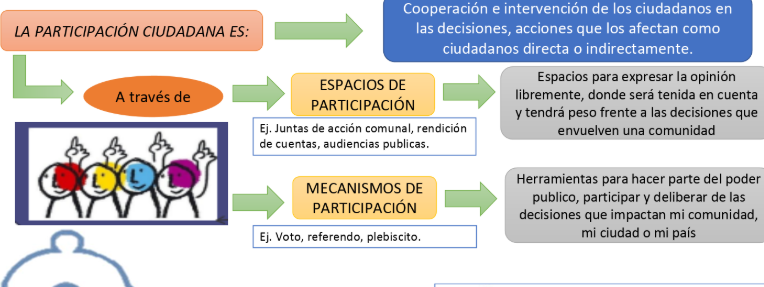 LA PARTICIPACIÓN CIUDADANA ES:
Cooperación e intervención de los ciudadanos en
las decisiones, acciones que los afectan como
ciudadanos directa o indirectamente.
A través de
ESPACIOS DE
PARTICIPACIÓN
Espacios para expresar la opinión
libremente, donde será tenida en cuenta
y tendrá peso frente a las decisiones que
envuelven una comunidad
Ej. Juntas de acción comunal, rendición
de cuentas, audiencias publicas.
MECANISMOS DE
PARTICIPACIÓN
Herramientas para hacer parte del poder
publico, participar y deliberar de las
decisiones que impactan mi comunidad,
mi ciudad o mi país
Ej. Voto, referendo, plebiscito.